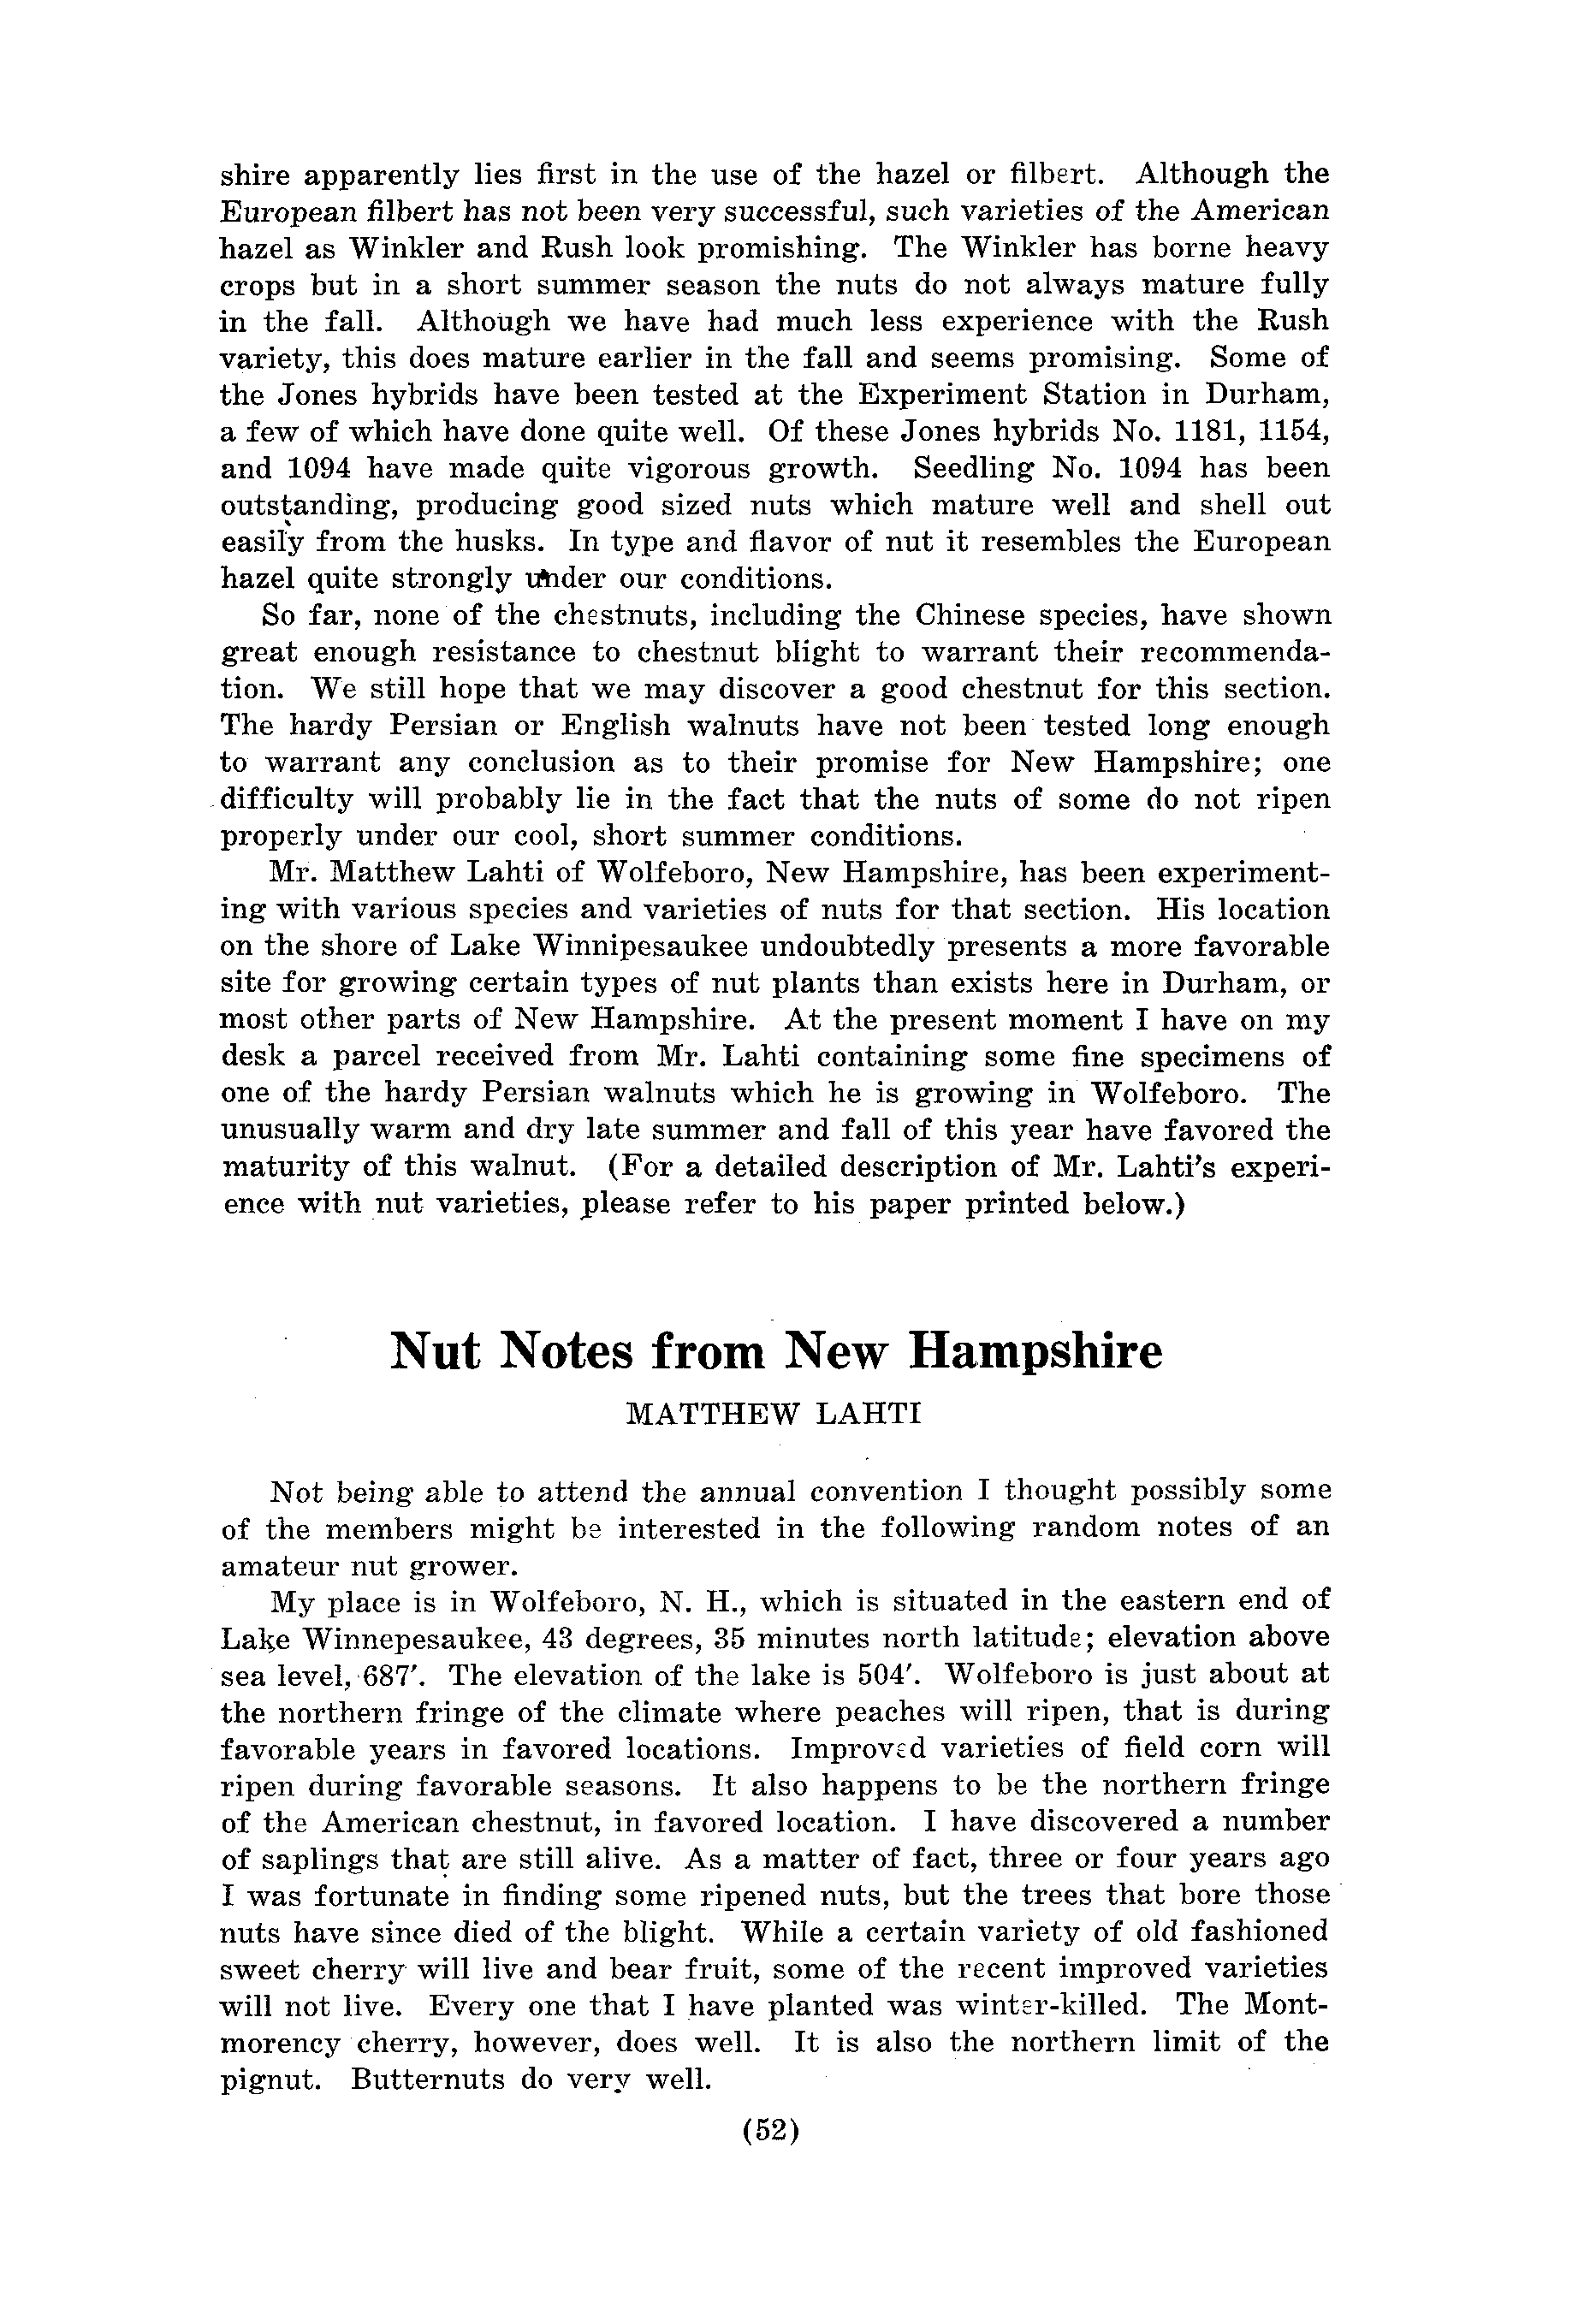 shire apparently lies first in the use of the hazel or filbert. Although the
European filbert has not been very successful, such varieties of the American
hazel as Winkler and Rush look promishing. The Winkler has borne heavy
crops but in a short summer season the nuts do not always mature fully
in the fall. Although we have had much less experience with the Rush
variety, this does mature earlier in the fall and seems promising. Some of
the Jones hybrids have been tested at the Experiment Station in Durham,
a few of which have done quite well. Of these Jones hybrids No. 1181, 1154,
and 1094 have made quite vigorous growth. Seedling No. 1094 has been
outstanding, producing good sized nuts which mature well and shell out
easily from the husks. In type and flavor of nut it resembles the European
hazel quite strongly under our conditions.
So far, none of the chestnuts, including the Chinese species, have shown
great enough resistance to chestnut blight to warrant their recommenda-
tion. We still hope that we may discover a good chestnut for this section.
The hardy Persian or English walnuts have not been tested long enough
to warrant any conclusion as to their promise for New Hampshire; one
difficulty will probably lie in the fact that the nuts of some do not ripen
properly under our cool, short summer conditions.
Mr. Matthew Lahti of Wolfeboro, New Hampshire, has been experiment-
ing with various species and varieties of nuts for that section. His location
on the shore of Lake Winnipesaukee undoubtedly presents a more favorable
site for growing certain types of nut plants than exists here in Durham, or
most other parts of New Hampshire. At the present moment I have on my
desk a parcel received from Mr. Lahti containing some fine specimens of
one of the hardy Persian walnuts which he is growing in Wolfeboro. The
unusually warm and dry late summer and fall of this year have favored the
maturity of this walnut. (For a detailed description of Mr. Lahti's experi-
ence with nut varieties, please refer to his paper printed below.)
Nut Notes from New Hampshire
MATTHEW LAHTI
Not being able to attend the annual convention I thought possibly some
of the members might be interested in the following random notes of an
amateur nut grower.
My place is in Wolfeboro, N. H., which is situated in the eastern end of
Lake Winnepesaukee, 43 degrees, 35 minutes north latitude; elevation above
sea level, 687'. The elevation of the lake is 504'. Wolfeboro is just about at
the northern fringe of the climate where peaches will ripen, that is during
favorable years in favored locations. Improved varieties of field corn will
ripen during favorable seasons. It also happens to be the northern fringe
of the American chestnut, in favored location. I have discovered a number
of saplings that are still alive. As a matter of fact, three or four years ago
I was fortunate in finding some ripened nuts, but the trees that bore those
nuts have since died of the blight. While a certain variety of old fashioned
sweet cherry will live and bear fruit, some of the recent improved varieties
will not live. Every one that I have planted was winter-killed. The Mont-
morency cherry, however, does well. It is also the northern limit of the
pignut. Butternuts do very well.
(52)